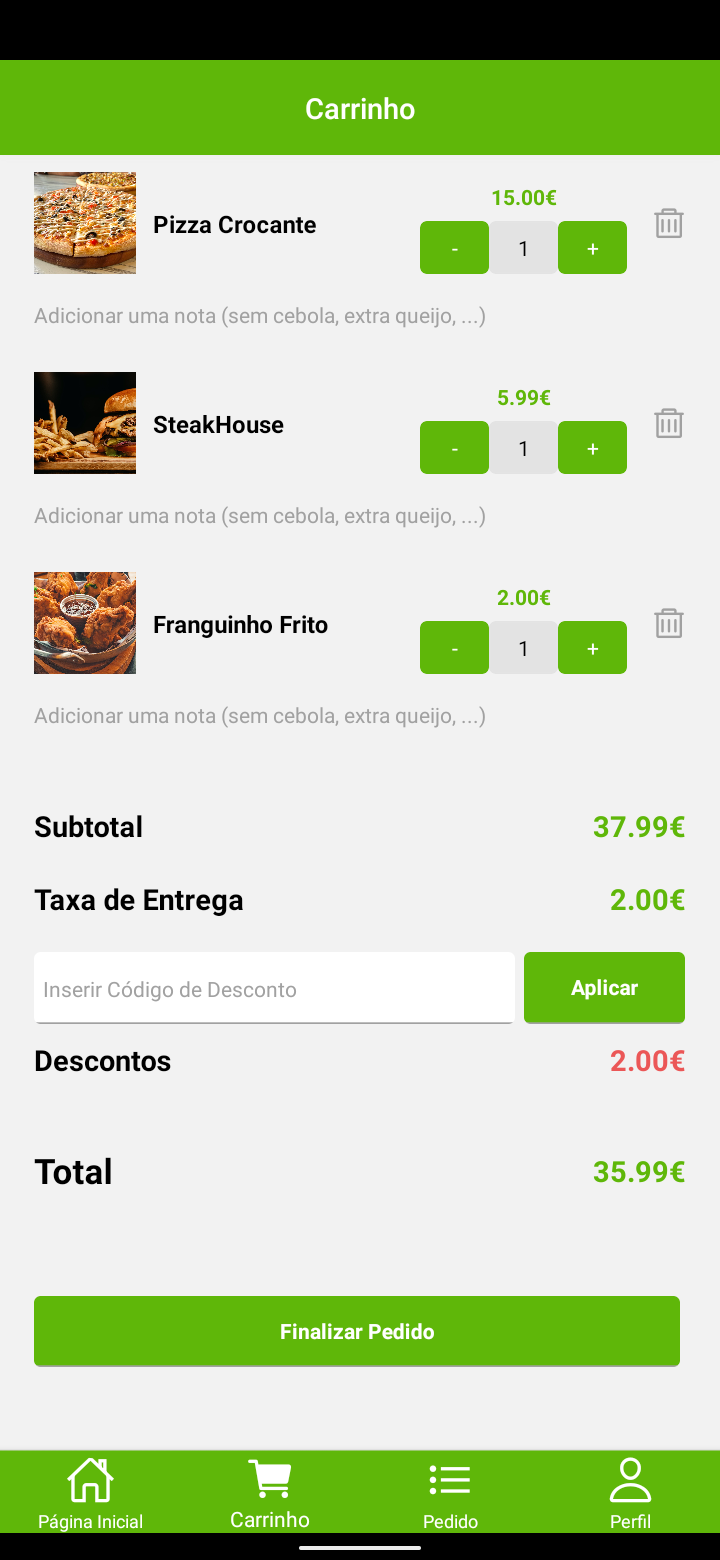 Carrinho
15.00€
Pizza Crocante
- 1 +
Adicionar uma nota (sem cebola, extra queijo, ...)
5.99€
SteakHouse
- 1 +
Adicionar uma nota (sem cebola, extra queijo, ...)
2.00€
Franguinho Frito
- 1 +
Adicionar uma nota (sem cebola, extra queijo, ...)
Subtotal 37.99€
Taxa de Entrega 2.00€
Inserir Código de Desconto Aplicar
Descontos 2.00€
Total 35.99€
Finalizar Pedido
Página Inicial Carrinho Pedido Perfil